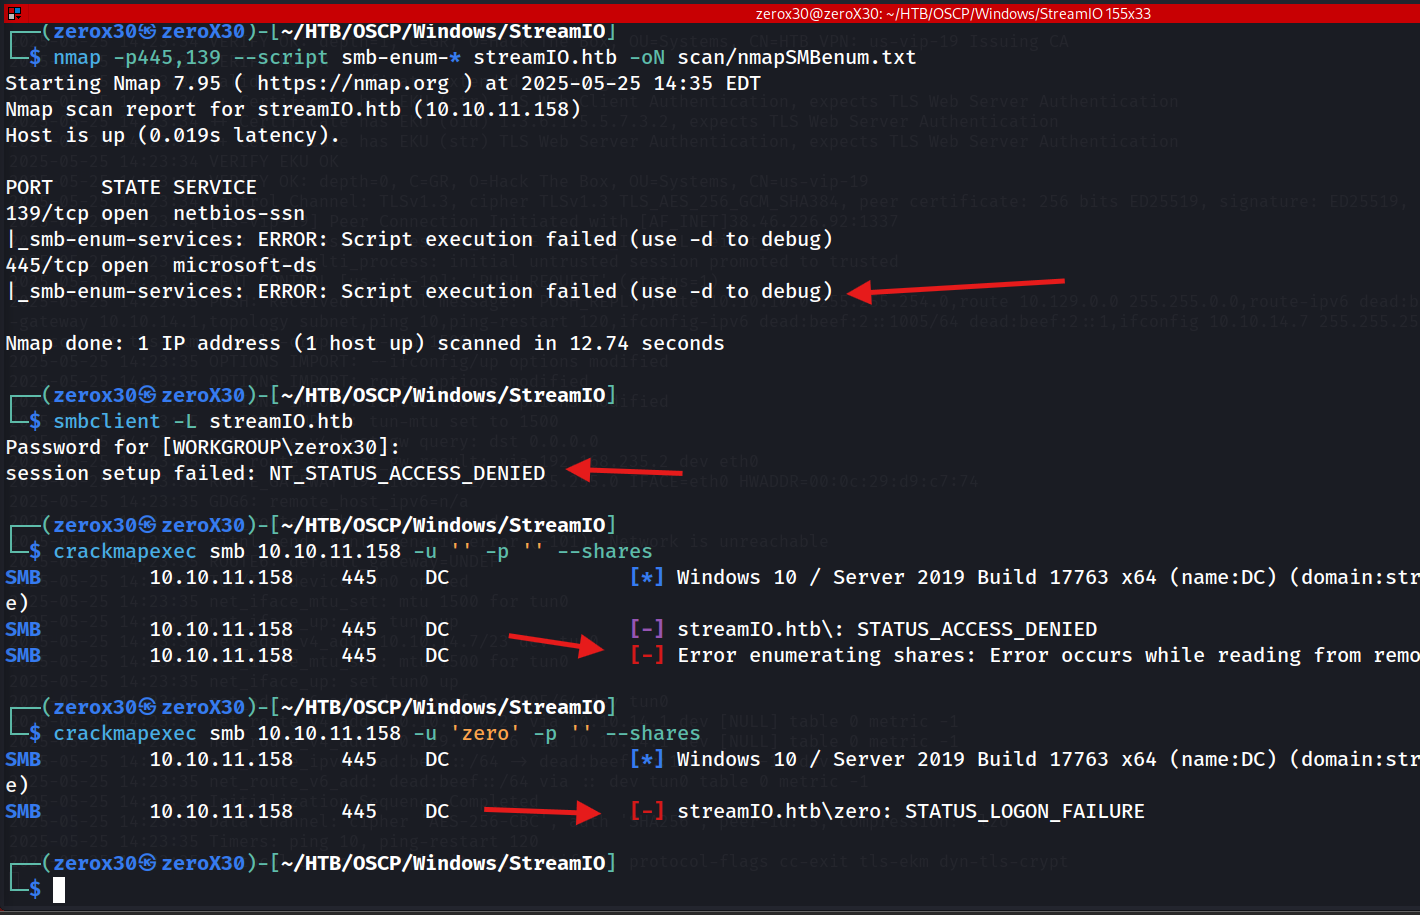 zerox30@zeroX30: ~/HTB/OSCP/Windows/StreamIO 155x33
┌──(zerox30㉿zeroX30)-[~/HTB/OSCP/Windows/StreamIO]
└─$ nmap -p445,139 --script smb-enum-* streamIO.htb -oN scan/nmapSMBenum.txt
Starting Nmap 7.95 ( https://nmap.org ) at 2025-05-25 14:35 EDT
Nmap scan report for streamIO.htb (10.10.11.158)
Host is up (0.019s latency).
PORT    STATE SERVICE
139/tcp open  netbios-ssn
|_smb-enum-services: ERROR: Script execution failed (use -d to debug)
445/tcp open  microsoft-ds
|_smb-enum-services: ERROR: Script execution failed (use -d to debug)
Nmap done: 1 IP address (1 host up) scanned in 12.74 seconds
┌──(zerox30㉿zeroX30)-[~/HTB/OSCP/Windows/StreamIO]
└─$ smbclient -L streamIO.htb
Password for [WORKGROUP\zerox30]:
session setup failed: NT_STATUS_ACCESS_DENIED
┌──(zerox30㉿zeroX30)-[~/HTB/OSCP/Windows/StreamIO]
└─$ crackmapexec smb 10.10.11.158 -u '' -p '' --shares
SMB         10.10.11.158    445    DC               [*] Windows 10 / Server 2019 Build 17763 x64 (name:DC) (domain:str
e)
SMB         10.10.11.158    445    DC               [-] streamIO.htb\: STATUS_ACCESS_DENIED
SMB         10.10.11.158    445    DC               [-] Error enumerating shares: Error occurs while reading from remo
┌──(zerox30㉿zeroX30)-[~/HTB/OSCP/Windows/StreamIO]
└─$ crackmapexec smb 10.10.11.158 -u 'zero' -p '' --shares
SMB         10.10.11.158    445    DC               [*] Windows 10 / Server 2019 Build 17763 x64 (name:DC) (domain:str
e)
SMB         10.10.11.158    445    DC               [-] streamIO.htb\zero: STATUS_LOGON_FAILURE
┌──(zerox30㉿zeroX30)-[~/HTB/OSCP/Windows/StreamIO]
└─$